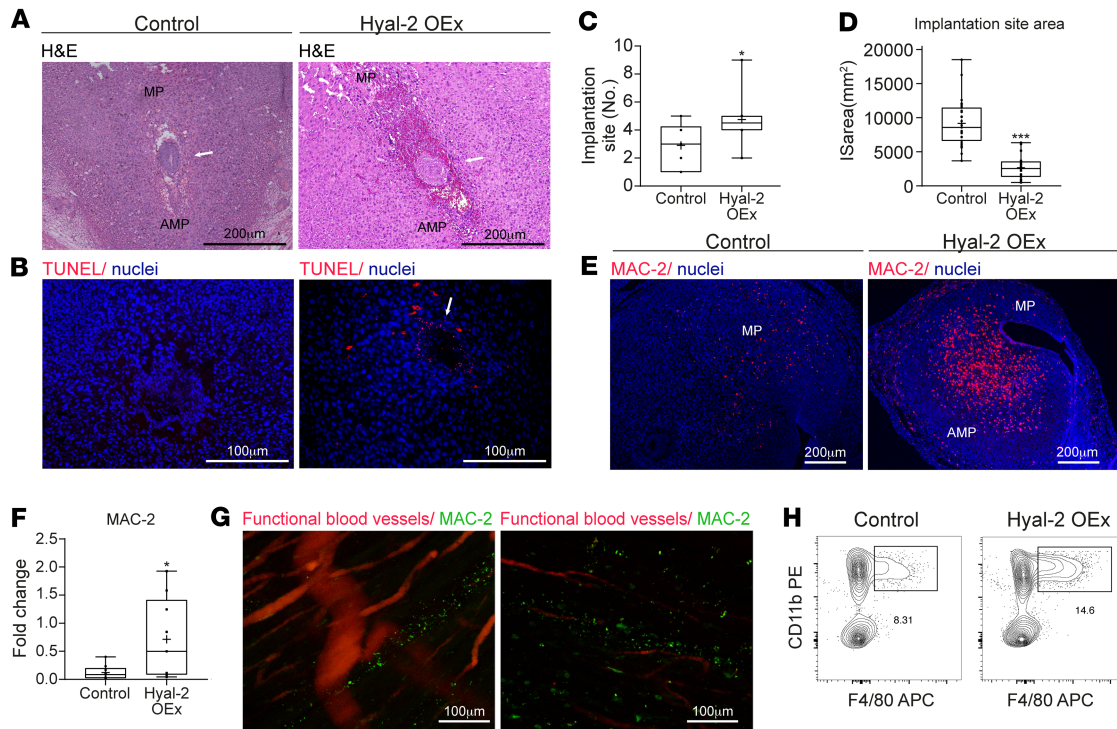 A
Control
Hyal-2 OEx
H&E
H&E
MP
AMP
200μm
MP
AMP
200μm
B
TUNEL/ nuclei
TUNEL/ nuclei
100μm
100μm
C
Implantation
site (No.)
10
8
6
4
2
0
*
Control
Hyal-2
OEx
D
Implantation site area
ISarea(mm²)
20000
15000
10000
5000
0
***
Control
Hyal-2
OEx
Control
Hyal-2 OEx
E
MAC-2/ nuclei
MAC-2/ nuclei
MP
200μm
MP
AMP
200μm
F
MAC-2
Fold change
2.5
2.0
1.5
1.0
0.5
0.0
*
Control
Hyal-2
OEx
G
Functional blood vessels/ MAC-2
Functional blood vessels/ MAC-2
100μm
100μm
H
Control
Hyal-2 OEx
CD11b PE
8.31
14.6
F4/80 APC
F4/80 APC